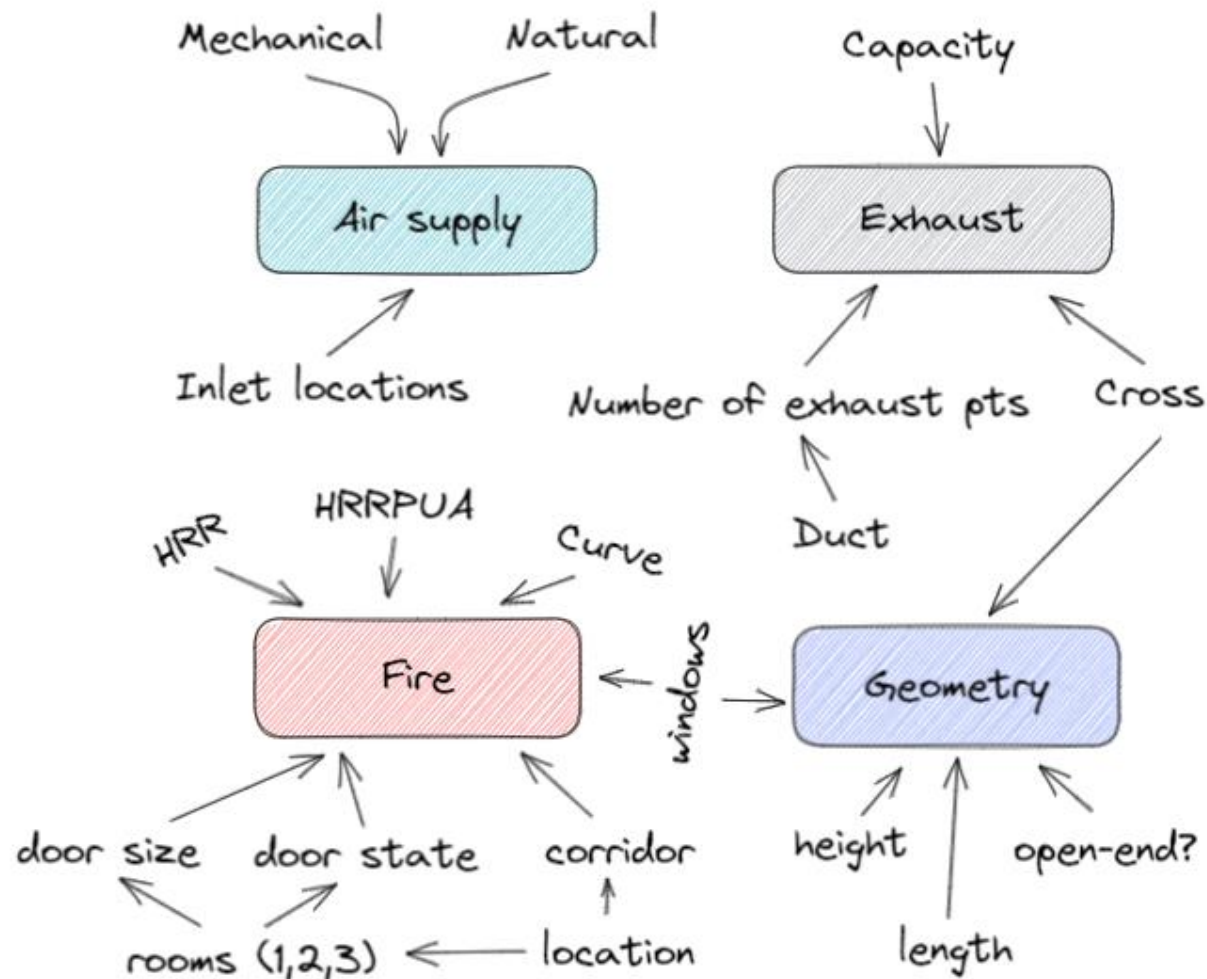 Mechanical
Natural
Capacity
Air supply
Exhaust
Inlet locations
Number of exhaust pts
Cross
Duct
HRR
HRRPUA
Curve
Fire
windows
Geometry
door size
door state
corridor
height
open-end?
rooms (1,2,3)
location
length